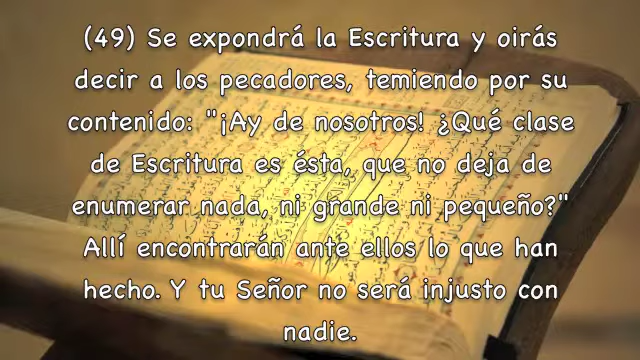 (49) Se expondrá la Escritura y oirás
decir a los pecadores, temiendo por su
contenido: "¡Ay de nosotros! ¿Qué clase
de Escritura es ésta, que no deja de
enumerar nada, ni grande ni pequeño?"
Allí encontrarán ante ellos lo que han
hecho. Y tu Señor no será injusto con
nadie.